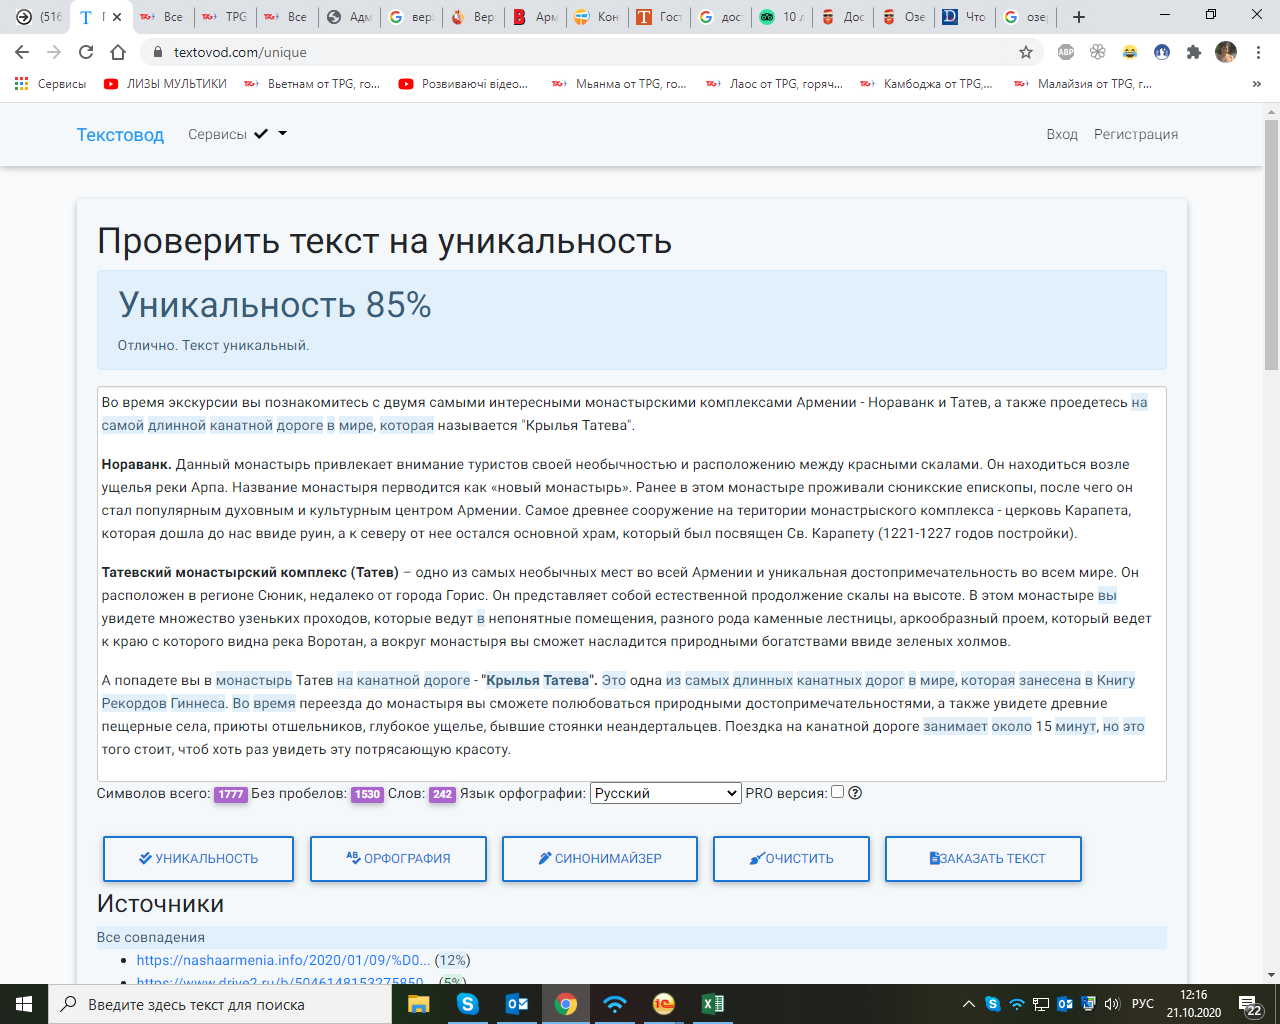 (516
Все
TPG
Все
Адм
вер
Вер
Арм
Кон
Гост
дос
10 л
Дос
Озе
Что
озе
textovod.com/unique
Сервисы
ЛИЗЫ МУЛЬТИКИ
Вьетнам от TPG, го...
Розвиваючі відео...
Мьянма от TPG, го...
Лаос от TPG, горяч...
Камбоджа от TPG,...
Малайзия от TPG, г...
»
Текстовод
Сервисы
Вход
Регистрация
Проверить текст на уникальность
Уникальность 85%
Отлично. Текст уникальный.
Во время экскурсии вы познакомитесь с двумя самыми интересными монастырскими комплексами Армении - Нораванк и Татев, а также проедетесь на
самой длинной канатной дороге в мире, которая называется "Крылья Татева".
Нораванк. Данный монастырь привлекает внимание туристов своей необычностью и расположению между красными скалами. Он находиться возле
ущелья реки Арпа. Название монастыря перводится как «новый монастырь». Ранее в этом монастыре проживали сюникские епископы, после чего он
стал популярным духовным и культурным центром Армении. Самое древнее сооружение на територии монастрыского комплекса - церковь Карапета,
которая дошла до нас ввиде руин, а к северу от нее остался основной храм, который был посвящен Св. Карапету (1221-1227 годов постройки).
Татевский монастырский комплекс (Татев) – одно из самых необычных мест во всей Армении и уникальная достопримечательность во всем мире. Он
расположен в регионе Сюник, недалеко от города Горис. Он представляет собой естественной продолжение скалы на высоте. В этом монастыре вы
увидете множество узеньких проходов, которые ведут в непонятные помещения, разного рода каменные лестницы, аркообразный проем, который ведет
к краю с которого видна река Воротан, а вокруг монастыря вы сможет насладится природными богатствами ввиде зеленых холмов.
А попадете вы в монастырь Татев на канатной дороге - "Крылья Татева". Это одна из самых длинных канатных дорог в мире, которая занесена в Книгу
Рекордов Гиннеса. Во время переезда до монастыря вы сможете полюбоваться природными достопримечательностями, а также увидете древние
пещерные села, приюты отшельников, глубокое ущелье, бывшие стоянки неандертальцев. Поездка на канатной дороге занимает около 15 минут, но это
того стоит, чтоб хоть раз увидеть эту потрясающую красоту.
Символов всего: 1777 Без пробелов: 1530 Слов: 242 Язык орфографии: Русский PRO версия:
УНИКАЛЬНОСТЬ
ОРФОГРАФИЯ
СИНОНИМАЙЗЕР
ОЧИСТИТЬ
ЗАКАЗАТЬ ТЕКСТ
Источники
Все совпадения
https://nashaarmenia.info/2020/01/09/%D0... (12%)
https://www.drive2.ru/b/5046148153275850... (5%)
Введите здесь текст для поиска
РУС
12:16
21.10.2020
22